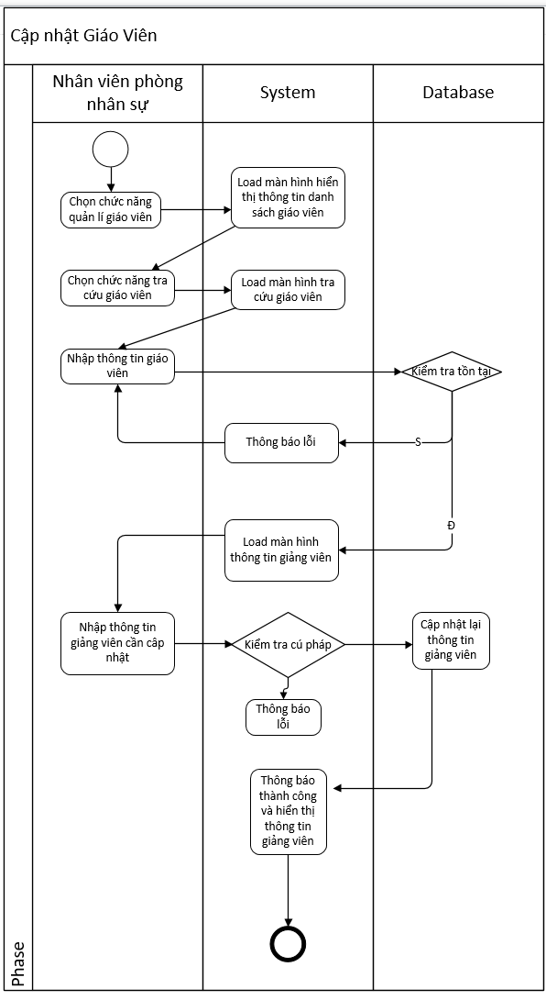 Cập nhật Giáo Viên
Nhân viên phòng
nhân sự
System
Database
Chọn chức năng
quản lí giáo viên
Load màn hình hiển
thị thông tin danh
sách giáo viên
Chọn chức năng tra
cứu giáo viên
Load màn hình tra
cứu giáo viên
Nhập thông tin giáo
viên
Kiểm tra tồn tại
Thông báo lỗi
S
Đ
Load màn hình
thông tin giảng viên
Nhập thông tin
giảng viên cần câp
nhật
Kiểm tra cú pháp
Cập nhật lại
thông tin
giảng viên
Thông báo
lỗi
Thông báo
thành công
và hiển thị
thông tin
giảng viên
Phase